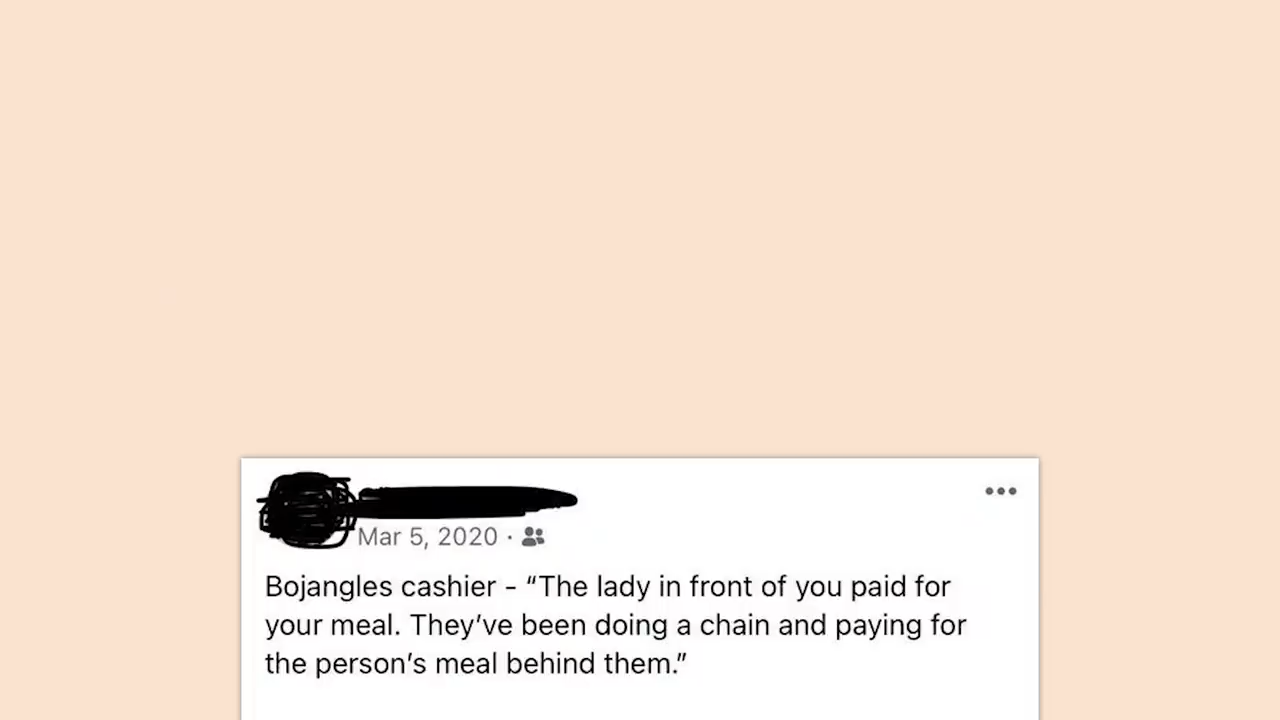 Mar 5, 2020 ·
Bojangles cashier - “The lady in front of you paid for
your meal. They’ve been doing a chain and paying for
the person’s meal behind them.”